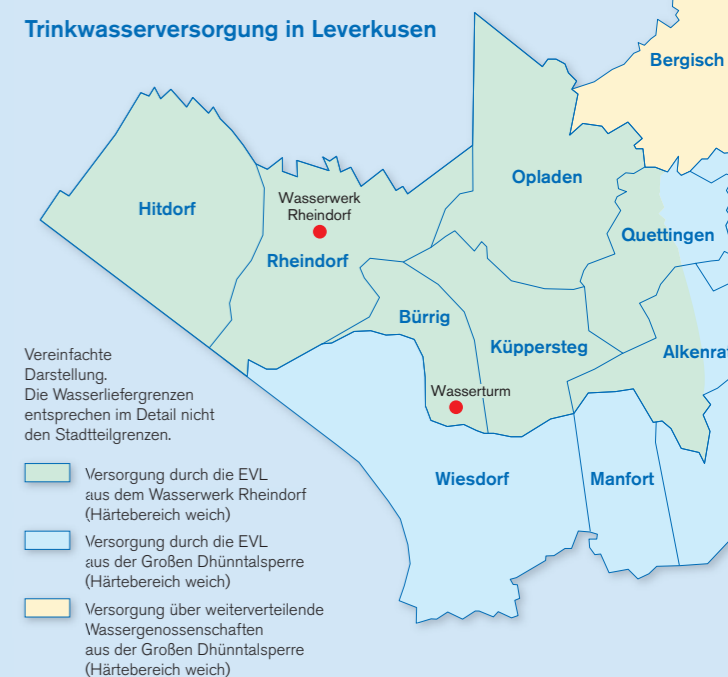 Trinkwasserversorgung in Leverkusen
Bergisch
Opladen
Hitdorf
Wasserwerk
Rheindorf
Quettingen
Rheindorf
Bürrig
Küppersteg
Alkenra
Wasserturm
Wiesdorf
Manfort
Vereinfachte
Darstellung.
Die Wasserliefergrenzen
entsprechen im Detail nicht
den Stadtteilgrenzen.
Versorgung durch die EVL
aus dem Wasserwerk Rheindorf
(Härtebereich weich)
Versorgung durch die EVL
aus der Großen Dhünntalsperre
(Härtebereich weich)
Versorgung über weiterverteilende
Wassergenossenschaften
aus der Großen Dhünntalsperre
(Härtebereich weich)